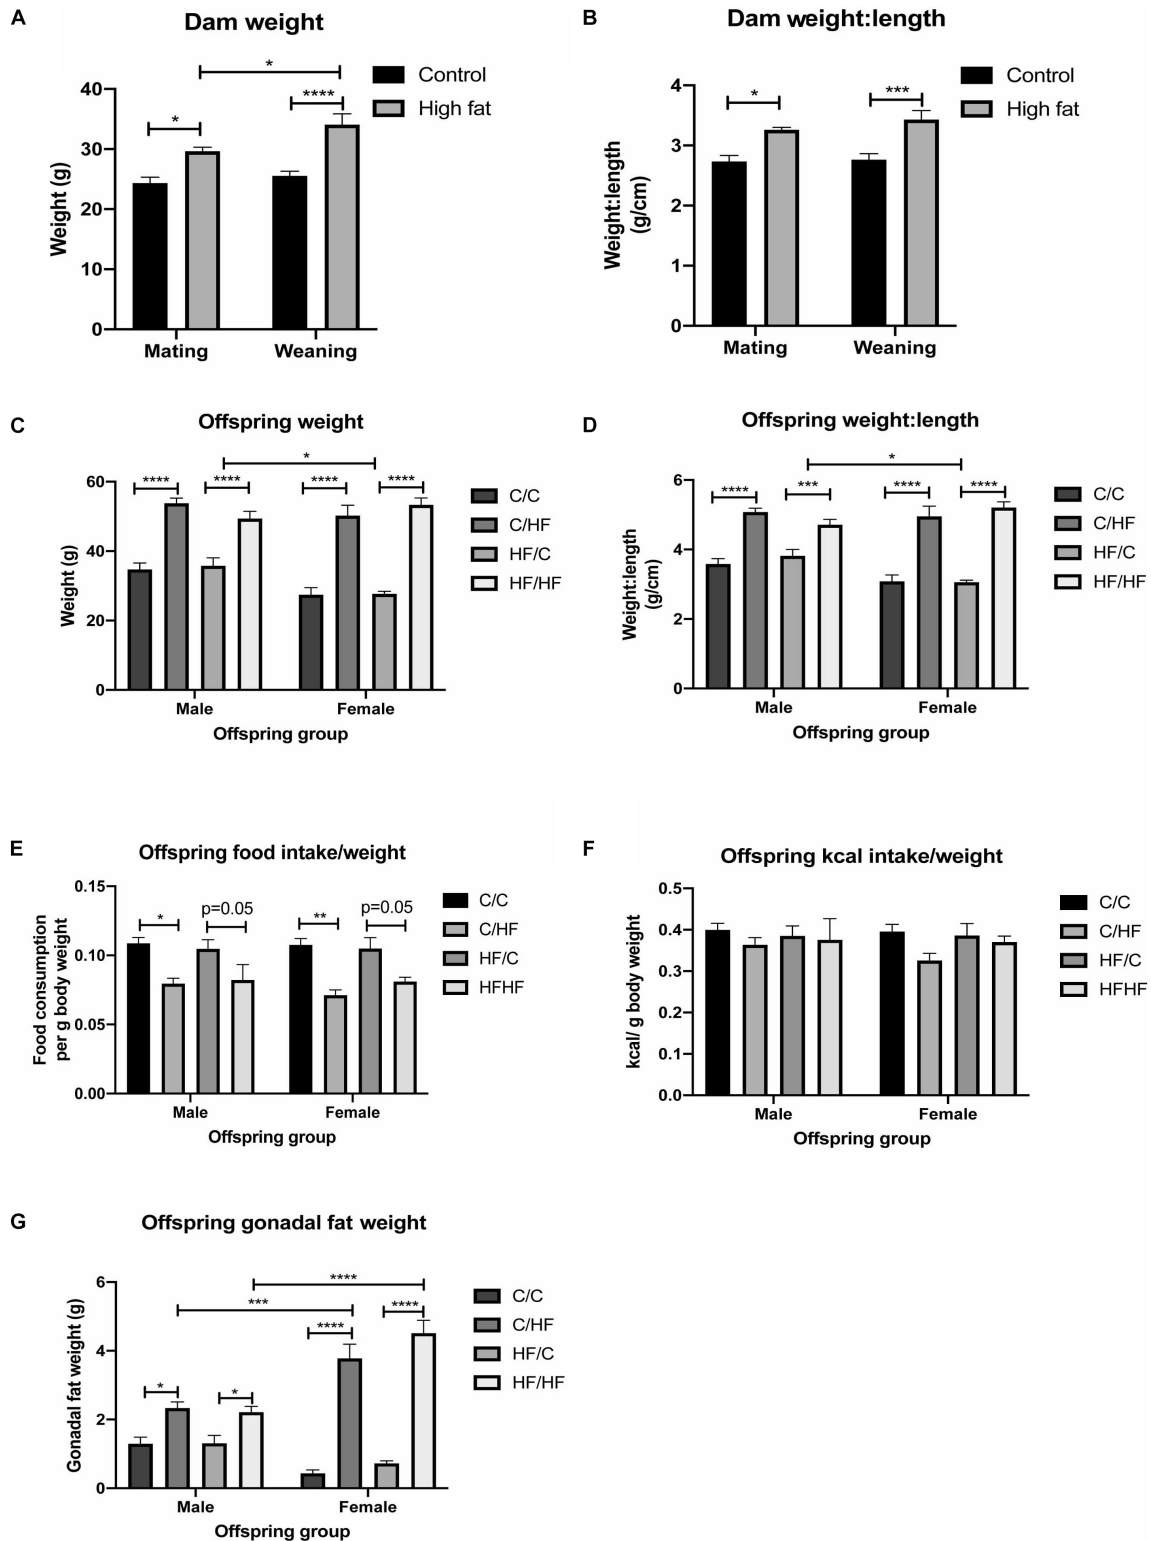 A
Dam weight
Weight (g)
40
30
20
10
0
*
*
****
Control
High fat
Mating
Weaning
B
Dam weight:length
Weight:length
(g/cm)
4
3
2
1
0
*
***
Control
High fat
Mating
Weaning
C
Offspring weight
Weight (g)
60
40
20
0
*
****
****
****
****
C/C
C/HF
HF/C
HF/HF
Male
Female
Offspring group
D
Offspring weight:length
Weight:length
(g/cm)
6
4
2
0
*
****
***
****
****
C/C
C/HF
HF/C
HF/HF
Male
Female
Offspring group
E
Offspring food intake/weight
Food consumption
per g body weight
0.15
0.10
0.05
0.00
*
p=0.05
**
p=0.05
C/C
C/HF
HF/C
HFHF
Male
Female
Offspring group
F
Offspring kcal intake/weight
kcal/ g body weight
0.5
0.4
0.3
0.2
0.1
0.0
C/C
C/HF
HF/C
HFHF
Male
Female
Offspring group
G
Offspring gonadal fat weight
Gonadal fat weight (g)
6
4
2
0
****
***
****
****
*
*
C/C
C/HF
HF/C
HF/HF
Male
Female
Offspring group